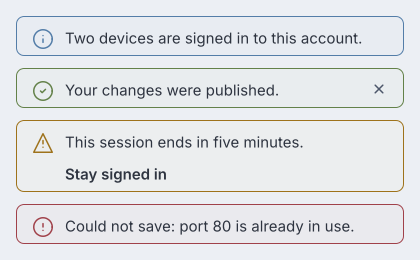 Two devices are signed in to this account.
Your changes were published.
This session ends in five minutes.
Stay signed in
Could not save: port 80 is already in use.